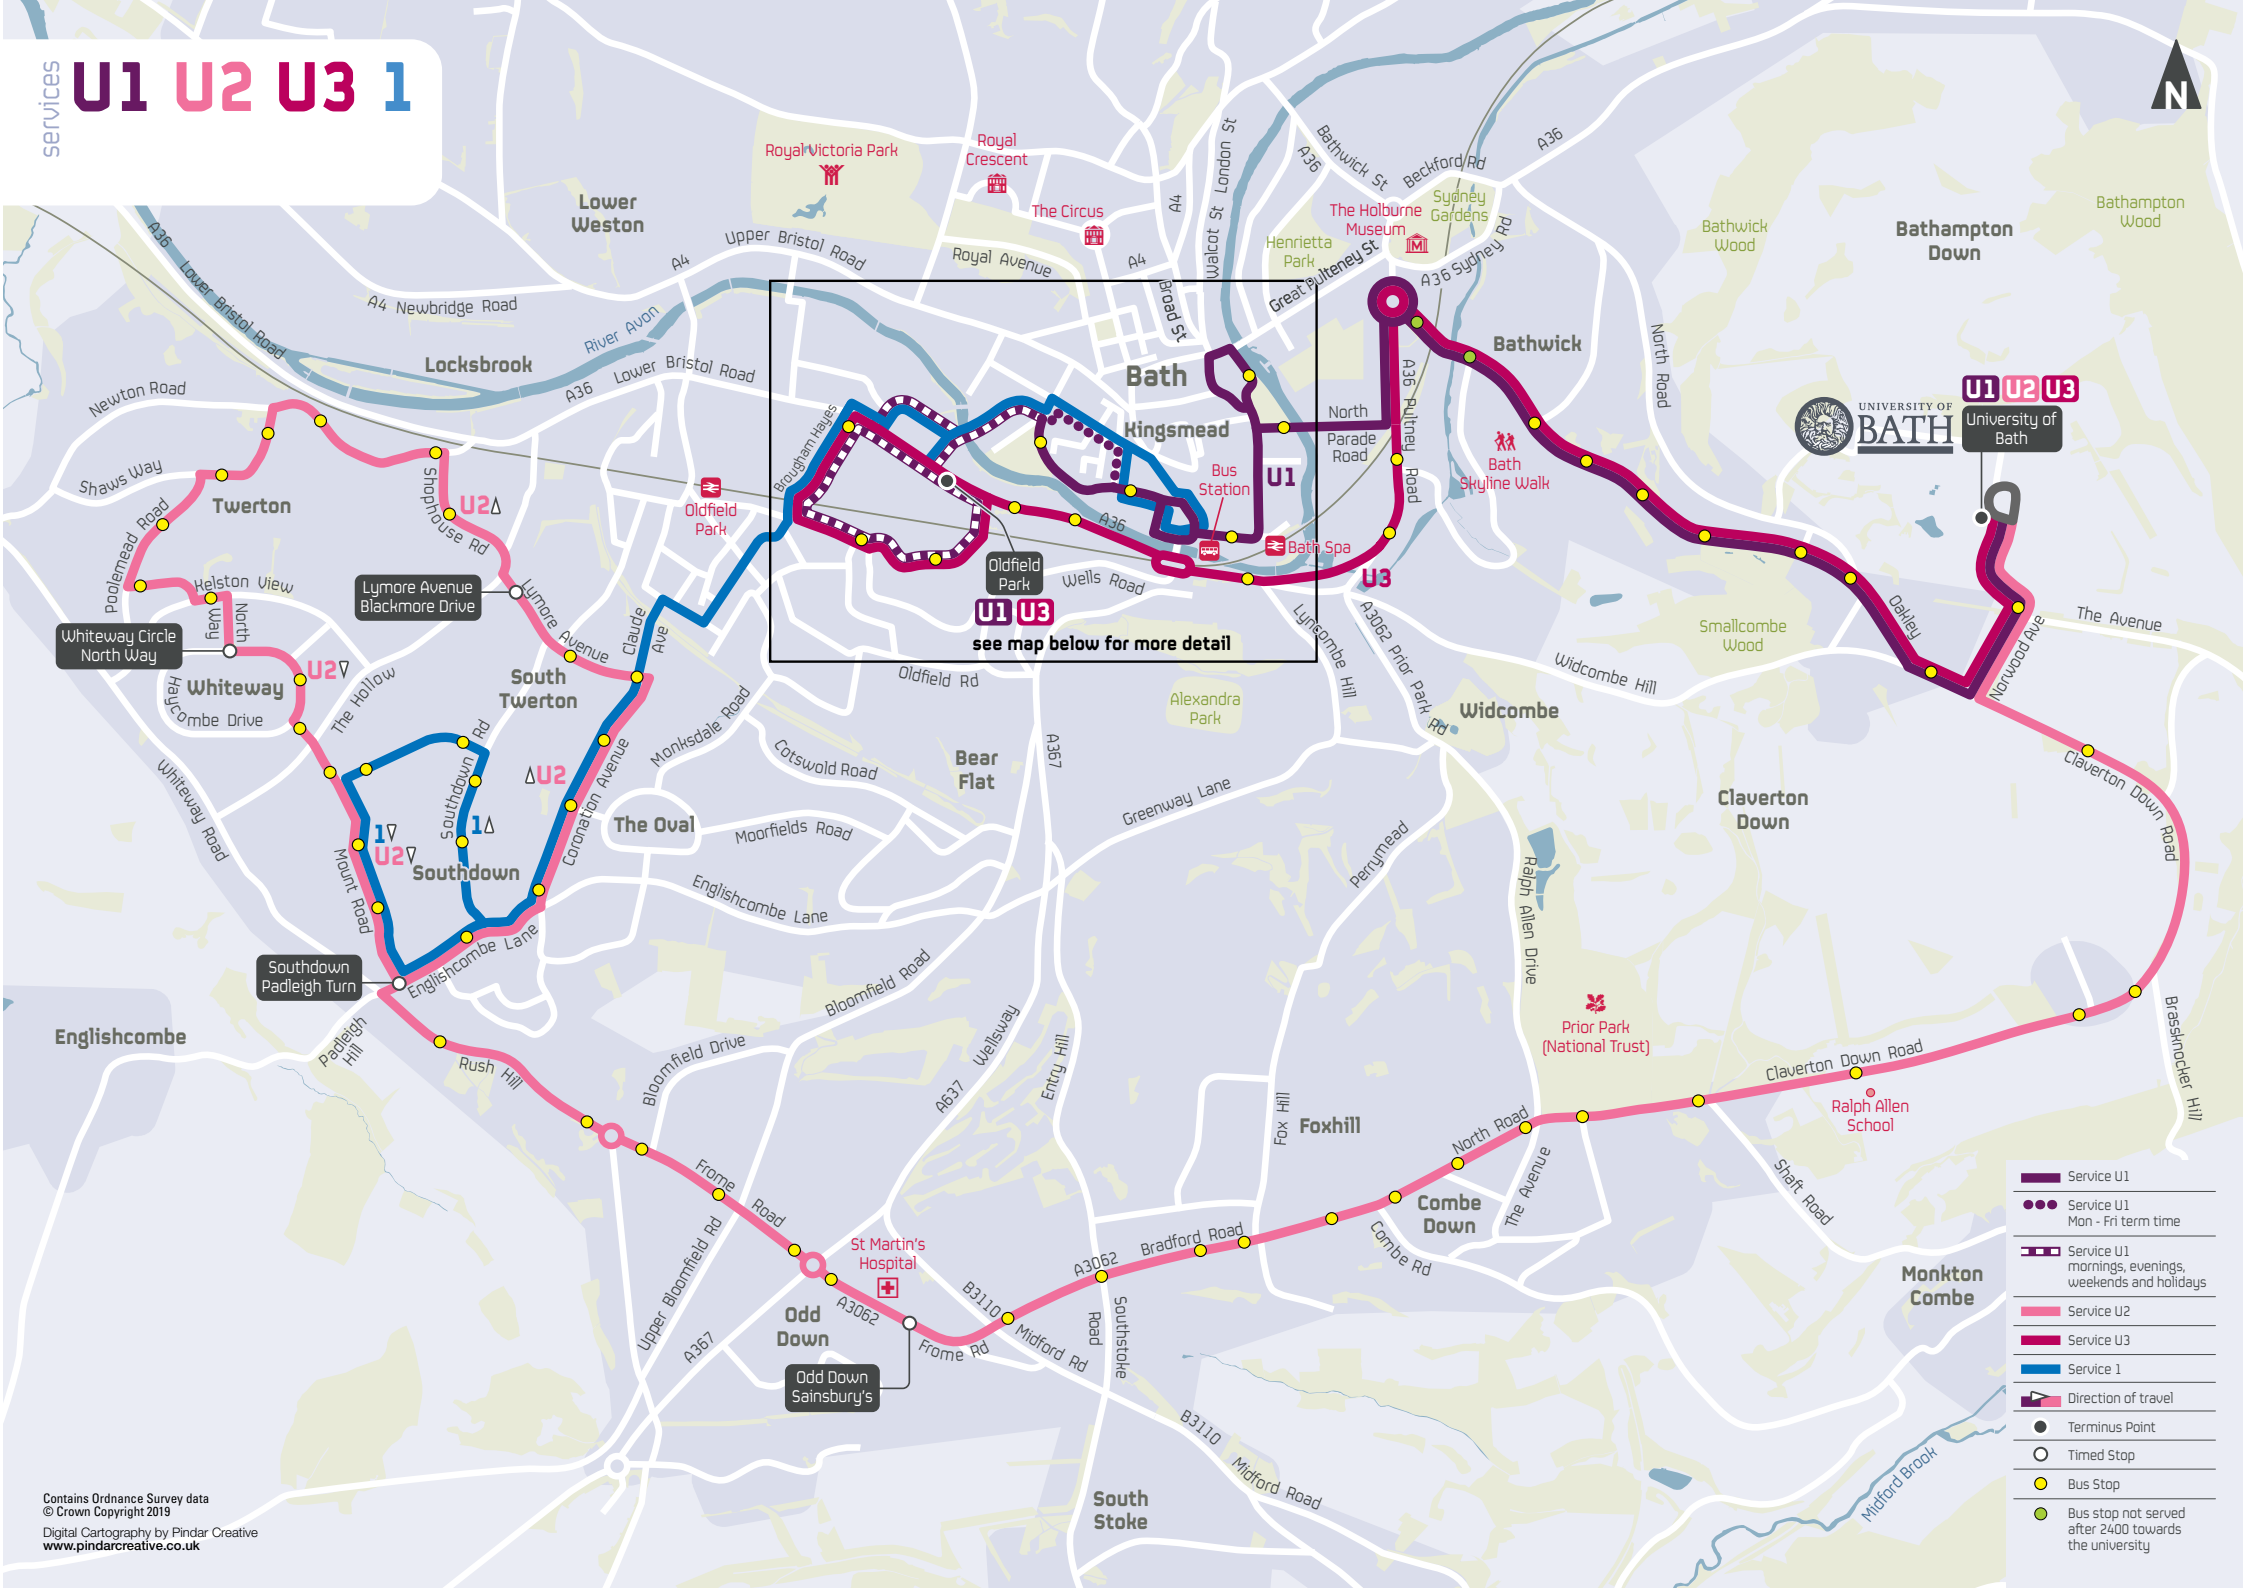 services U1 U2 U3 1
N
Lower
Weston
Royal Victoria Park
Royal
Crescent
The Circus
Upper Bristol Road
Royal Avenue
A4
A4
A4
Broad St
Walcot St London St
A36
Bathwick St
Beckford Rd
A36
Sydney
Gardens
The Holburne
Museum
M
Henrietta
Park
Great Pulteney St
A36 Sydney Rd
Bathwick
Wood
Bathampton
Down
Bathampton
Wood
A36
Lower Bristol Road
A4 Newbridge Road
River Avon
Locksbrook
A36
Lower Bristol Road
Newton Road
Shaws Way
Twerton
Poolemead Road
Shophouse Rd
U2
Kelston View
North
Way
Lymore Avenue
Blackmore Drive
Whiteway Circle
North Way
Whiteway
U2
Haycombe Drive
The Hollow
Whiteway Road
Lymore Avenue
South
Twerton
Claude
Ave
Oldfield
Park
Brougham Hayes
Bath
Kingsmead
North
Parade
Road
Bus
Station
U1
A36
Bath Spa
Oldfield
Park
U1 U3
see map below for more detail
Wells Road
U3
A36 Pultney Road
Bathwick
North Road
Bath
Skyline Walk
UNIVERSITY OF
BATH
U1 U2 U3
University of
Bath
Oakley
Norwood Ave
The Avenue
Smallcombe
Wood
Widcombe Hill
Widcombe
Lyncombe Hill
A3062 Prior Park Rd
Alexandra
Park
Oldfield Rd
A367
Monksdale Road
Cotswold Road
Bear
Flat
Greenway Lane
Moorfields Road
The Oval
U2
Coronation Avenue
Southdown Rd
1
1
U2
Southdown
Mount Road
Englishcombe Lane
Englishcombe Lane
Southdown
Padleigh Turn
Englishcombe
Padleigh
Hill
Rush Hill
Bloomfield Drive
Bloomfield Road
A637
Wellsway
Entry Hill
Perrymead
Ralph Allen Drive
Claverton
Down
Claverton Down Road
Prior Park
(National Trust)
Claverton Down Road
Ralph Allen
School
Brassknocker Hill
Shaft Road
Fox Hill
Foxhill
North Road
The Avenue
Combe
Down
Combe Rd
Bradford Road
A3062
Southstoke
Road
Frome Road
Upper Bloomfield Rd
A367
St Martin's
Hospital
A3062
Odd
Down
Odd Down
Sainsbury's
Frome Rd
B3110
Midford Rd
B3110
Midford Road
South
Stoke
Monkton
Combe
Midford Brook
Service U1
Service U1
Mon - Fri term time
Service U1
mornings, evenings,
weekends and holidays
Service U2
Service U3
Service 1
Direction of travel
Terminus Point
Timed Stop
Bus Stop
Bus stop not served
after 2400 towards
the university
Contains Ordnance Survey data
© Crown Copyright 2019
Digital Cartography by Pindar Creative
www.pindarcreative.co.uk